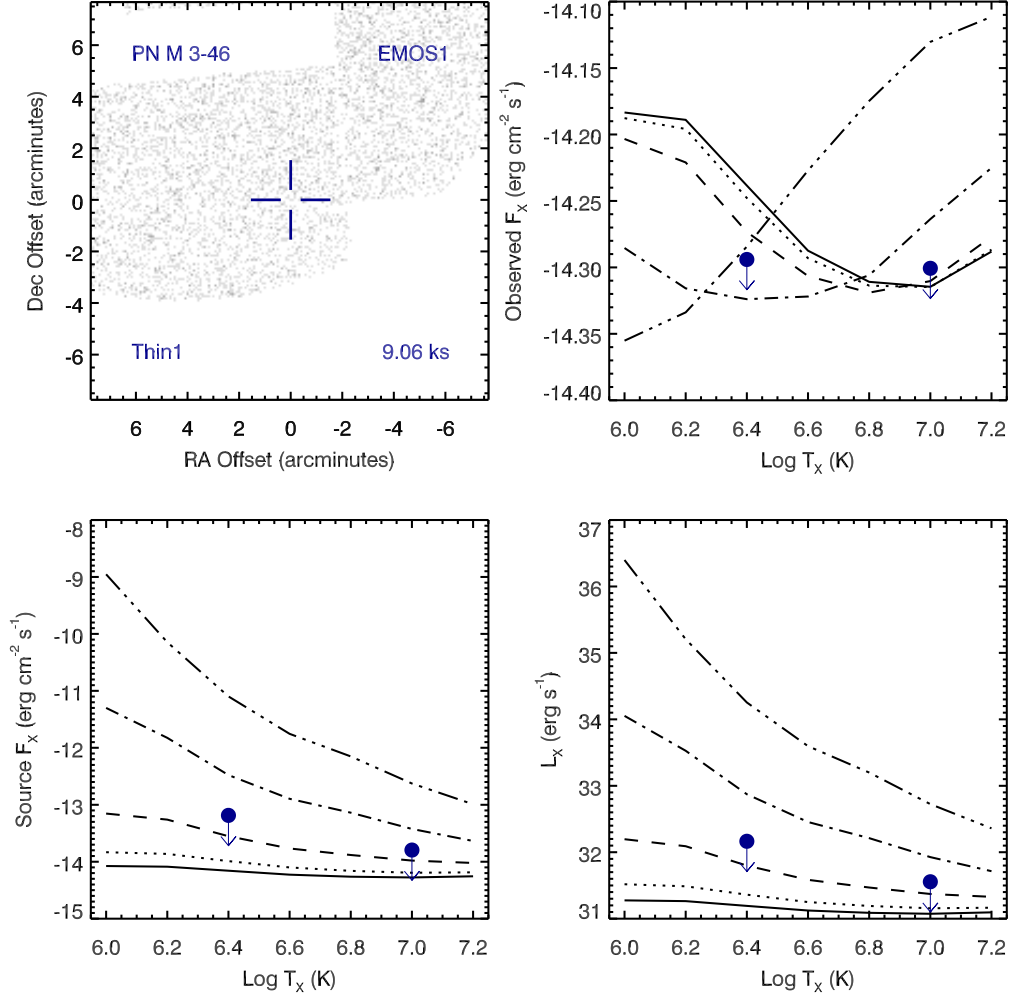 PN M 3-46 EMOS1
Thin1 9.06 ks
6
4
2
0
-2
-4
-6
6 4 2 0 -2 -4 -6
Dec Offset (arcminutes)
RA Offset (arcminutes)
-14.10
-14.15
-14.20
-14.25
-14.30
-14.35
-14.40
6.0 6.2 6.4 6.6 6.8 7.0 7.2
Observed Fx (erg cm-2 s-1)
Log Tx (K)
-8
-9
-10
-11
-12
-13
-14
-15
6.0 6.2 6.4 6.6 6.8 7.0 7.2
Source Fx (erg cm-2 s-1)
Log Tx (K)
37
36
35
34
33
32
31
6.0 6.2 6.4 6.6 6.8 7.0 7.2
Lx (erg s-1)
Log Tx (K)